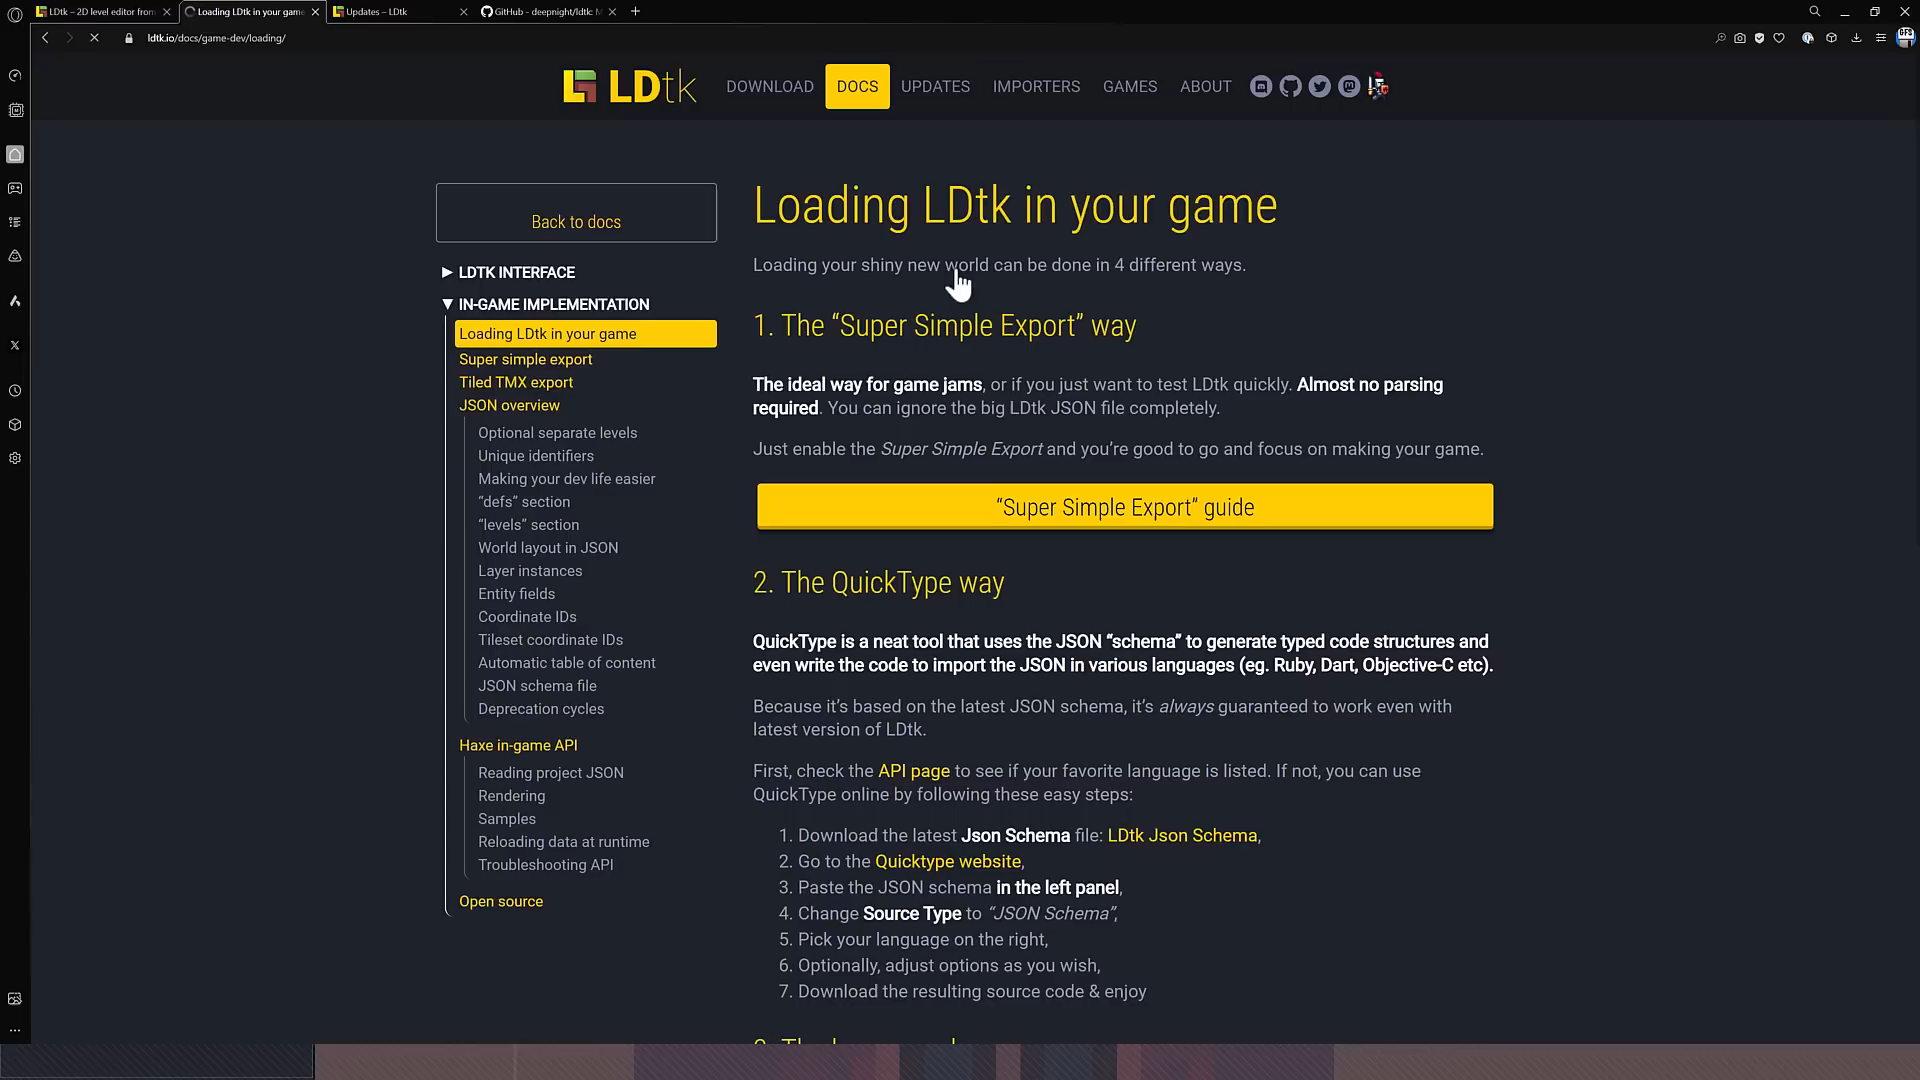 LDtk – 2D level editor from
Loading LDtk in your game
Updates – LDtk
GitHub - deepnight/ldtk: M
ldtk.io/docs/game-dev/loading/
LDtk
DOWNLOAD
DOCS
UPDATES
IMPORTERS
GAMES
ABOUT
Back to docs
LDTK INTERFACE
IN-GAME IMPLEMENTATION
Loading LDtk in your game
Super simple export
Tiled TMX export
JSON overview
Optional separate levels
Unique identifiers
Making your dev life easier
“defs” section
“levels” section
World layout in JSON
Layer instances
Entity fields
Coordinate IDs
Tileset coordinate IDs
Automatic table of content
JSON schema file
Deprecation cycles
Haxe in-game API
Reading project JSON
Rendering
Samples
Reloading data at runtime
Troubleshooting API
Open source
Loading LDtk in your game
Loading your shiny new world can be done in 4 different ways.
1. The “Super Simple Export” way
The ideal way for game jams, or if you just want to test LDtk quickly. Almost no parsing
required. You can ignore the big LDtk JSON file completely.
Just enable the Super Simple Export and you’re good to go and focus on making your game.
“Super Simple Export” guide
2. The QuickType way
QuickType is a neat tool that uses the JSON “schema” to generate typed code structures and
even write the code to import the JSON in various languages (eg. Ruby, Dart, Objective-C etc).
Because it’s based on the latest JSON schema, it’s always guaranteed to work even with
latest version of LDtk.
First, check the API page to see if your favorite language is listed. If not, you can use
QuickType online by following these easy steps:
1. Download the latest Json Schema file: LDtk Json Schema,
2. Go to the Quicktype website,
3. Paste the JSON schema in the left panel,
4. Change Source Type to “JSON Schema”,
5. Pick your language on the right,
6. Optionally, adjust options as you wish,
7. Download the resulting source code & enjoy